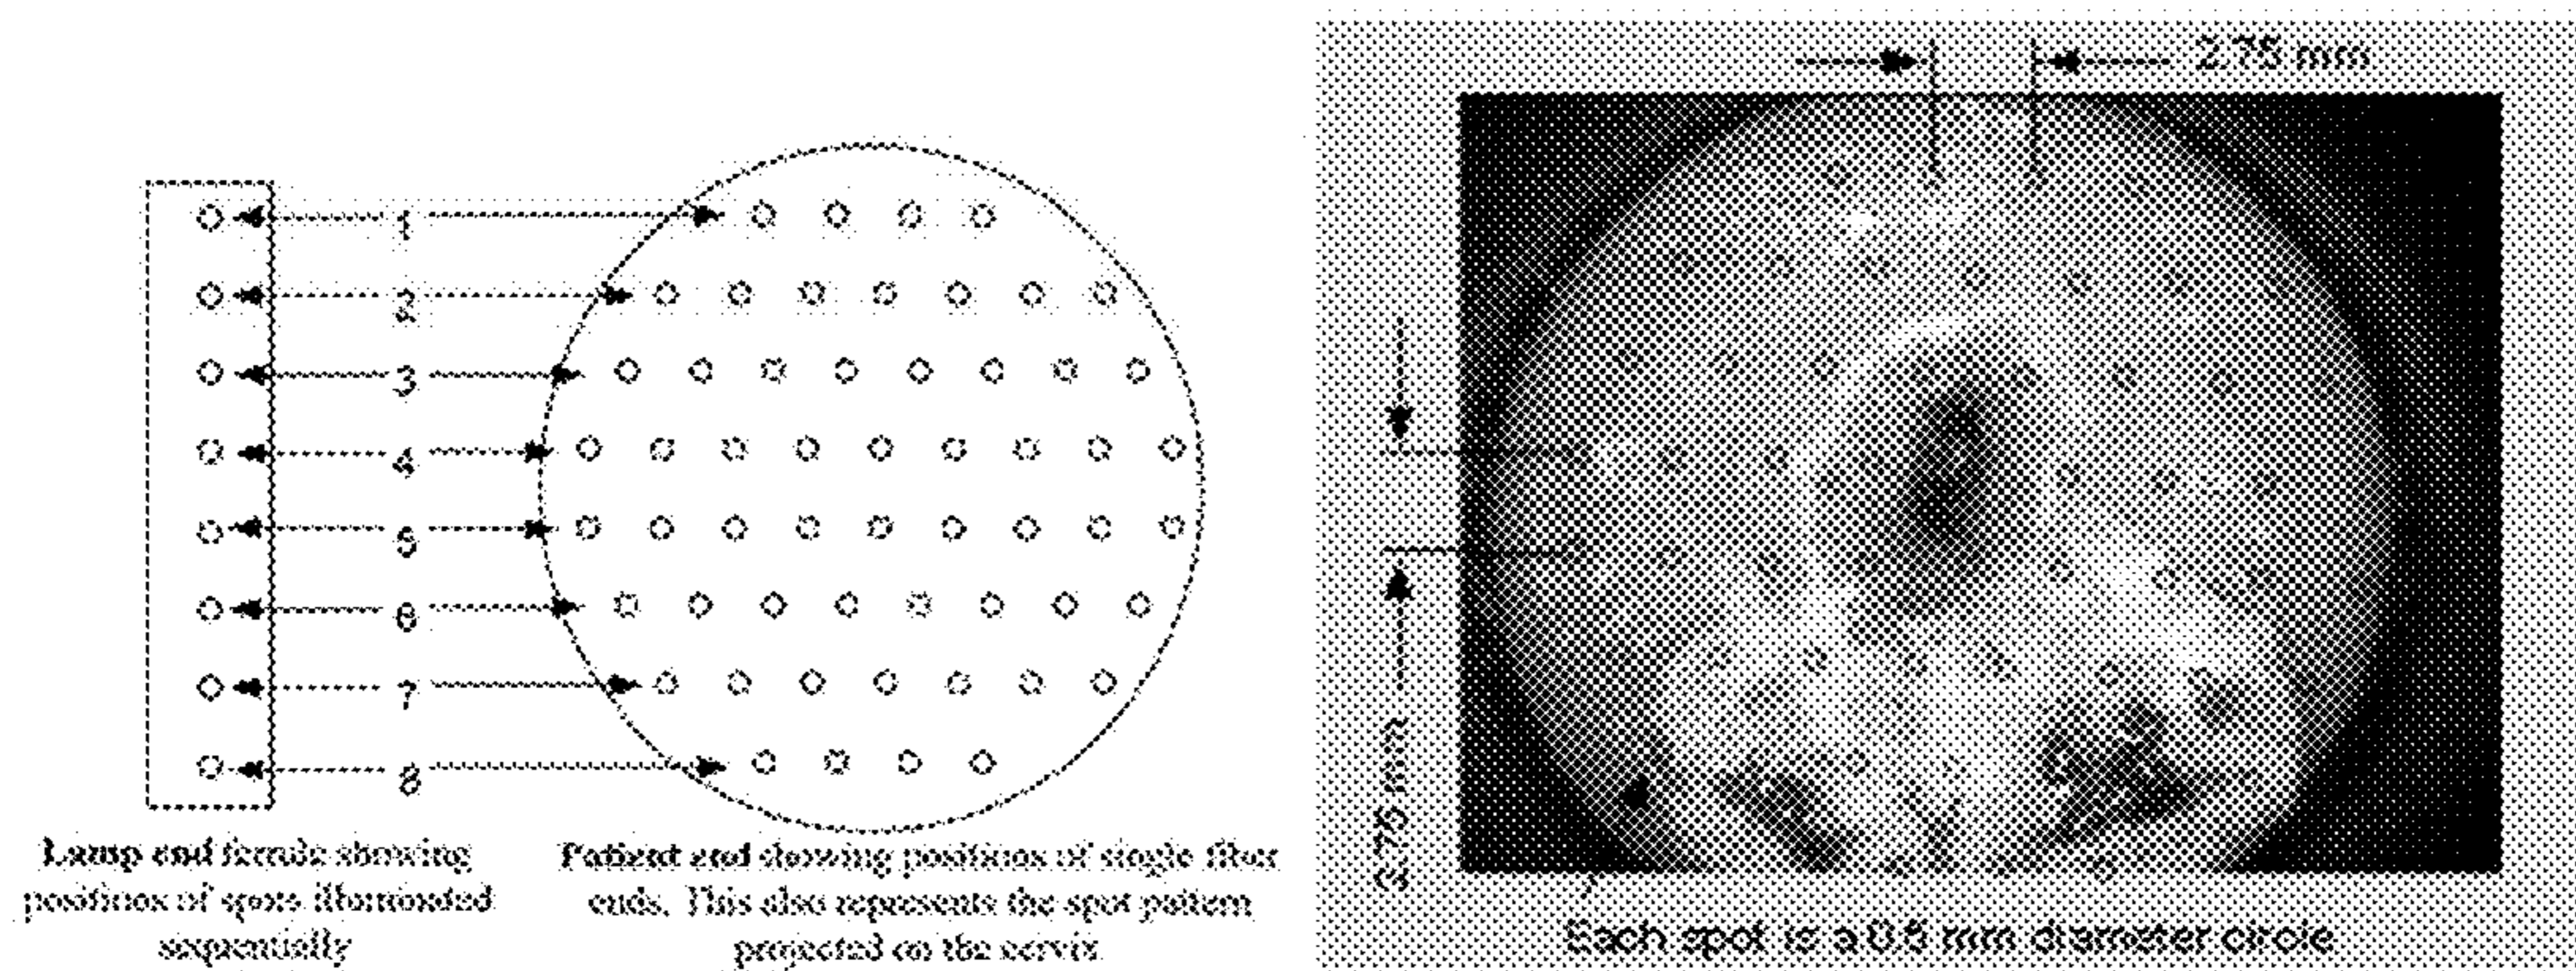 2.75 mm
1
2
3
4
5
6
7
8
Lamp end ferrule showing
positions of spots illuminated
sequentially
Patient end showing positions of single fiber
ends. This also represents the spot pattern
projected on the cervix
mm
Each spot is a 0.5 mm diameter circle